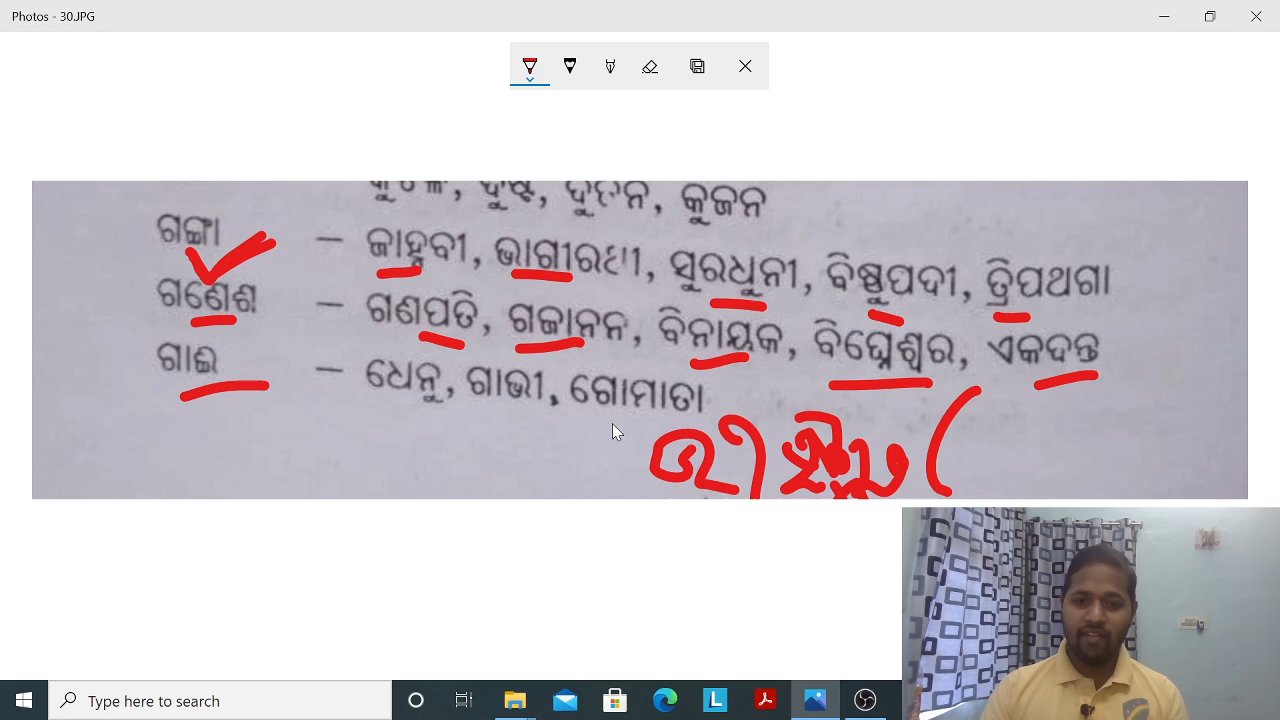 Photos - 30.JPG
ଦୁଷ୍ଟ, କୁଜନ
ଗଙ୍ଗା — ଜାହ୍ନବୀ, ଭାଗୀରଥୀ, ସୁରଧୁନୀ, ବିଷ୍ଣୁପଦୀ, ତ୍ରିପଥଗା
ଗଣେଶ — ଗଣପତି, ଗଜାନନ, ବିନାୟକ, ବିଘ୍ନେଶ୍ୱର, ଏକଦନ୍ତ
ଗାଈ — ଧେନୁ, ଗାଭୀ, ଗୋମାତା
Type here to search